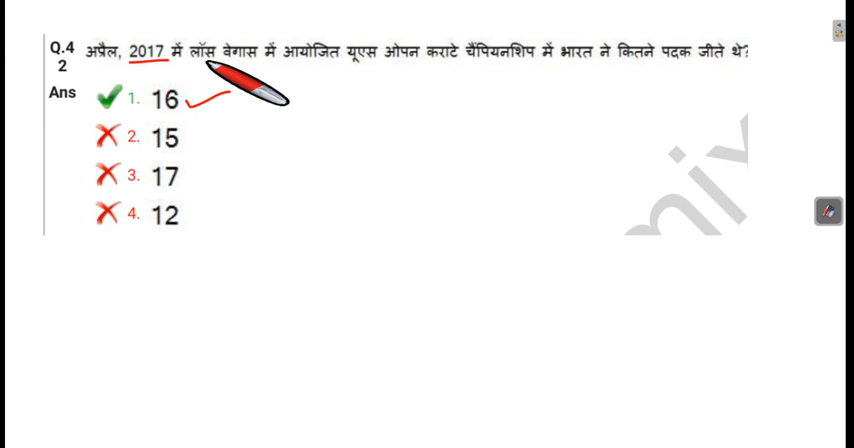 Q.4 अप्रैल, 2017 में लॉस वेगास में आयोजित यूएस ओपन कराटे चैंपियनशिप में भारत ने कितने पदक जीते थे?
2
Ans 1. 16
2. 15
3. 17
4. 12